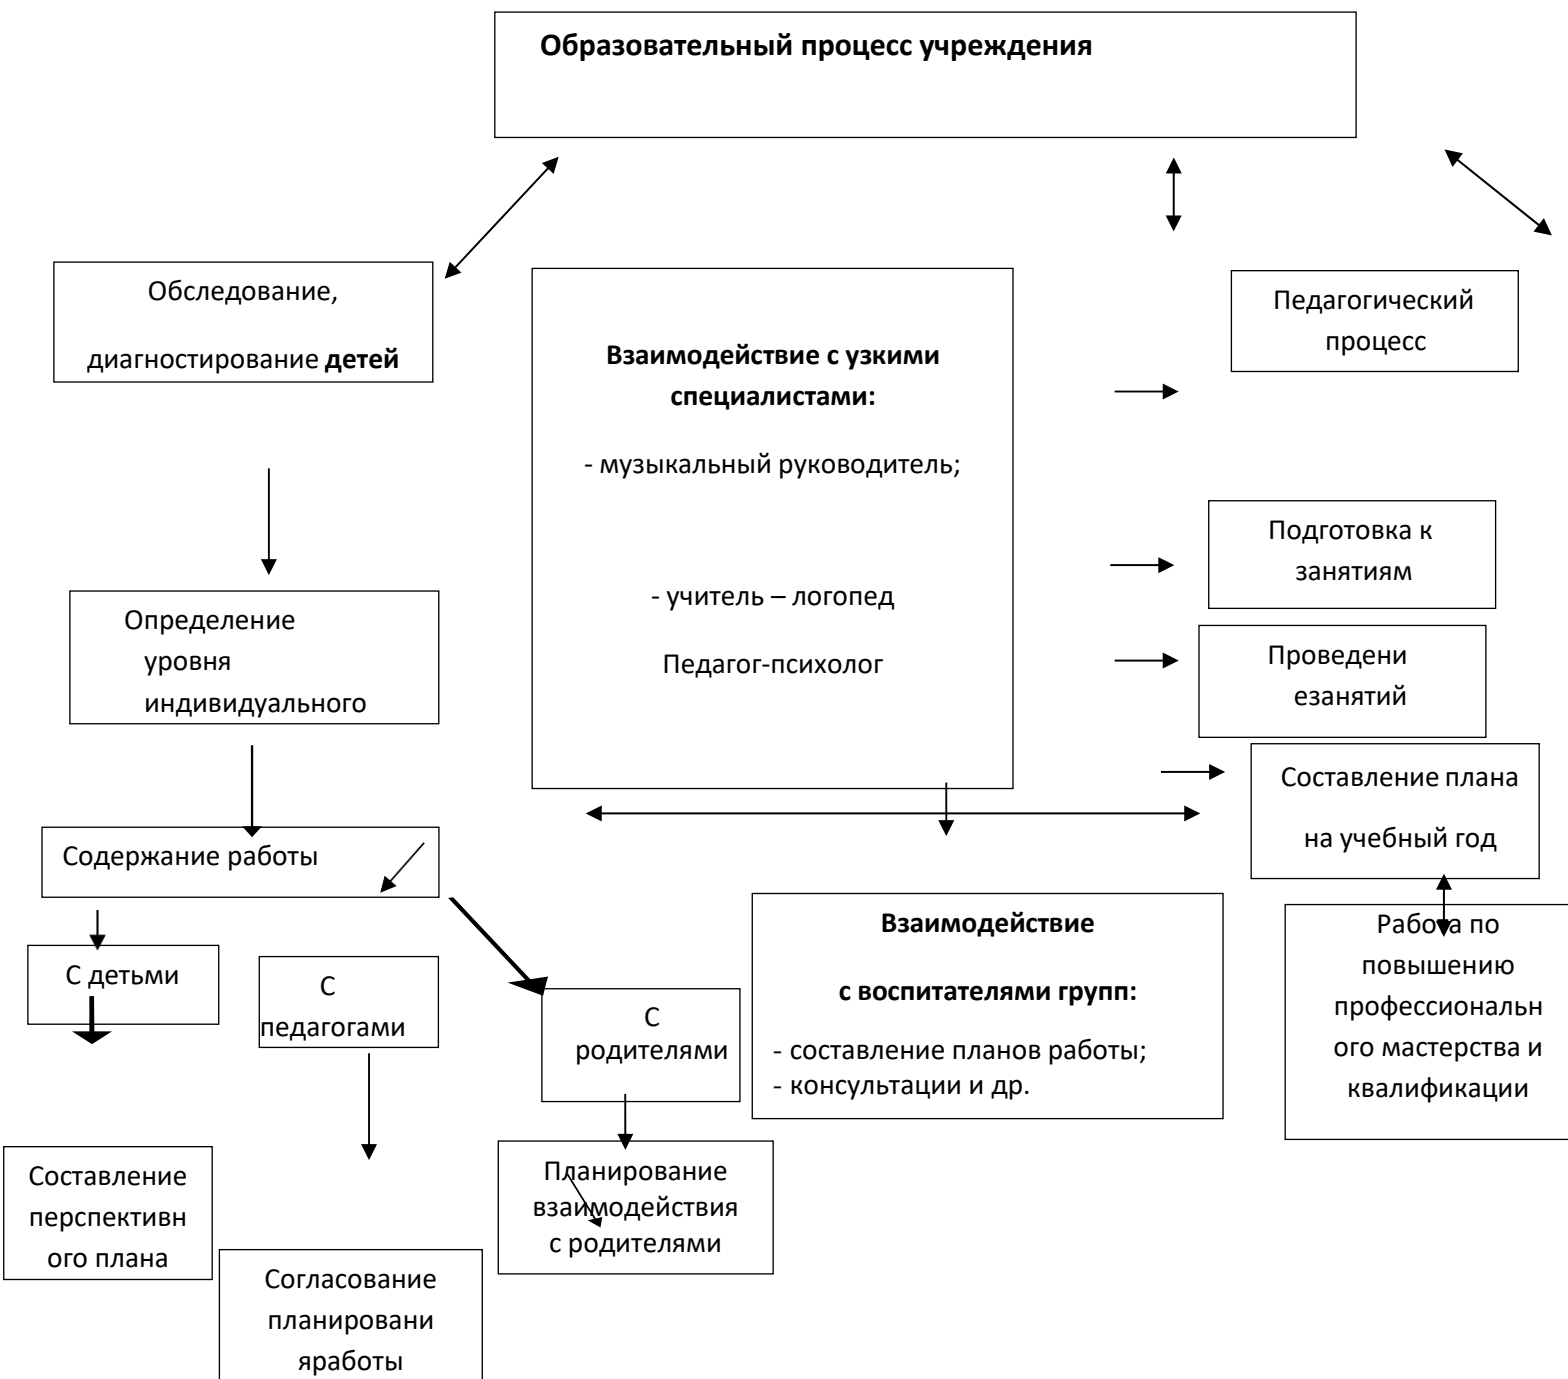 Образовательный процесс учреждения
Обследование,
диагностирование детей
Взаимодействие с узкими
специалистами:
- музыкальный руководитель;
- учитель – логопед
Педагог-психолог
Педагогический
процесс
Подготовка к
занятиям
Проведени
езанятий
Составление плана
на учебный год
Определение
уровня
индивидуального
Содержание работы
С детьми
С
педагогами
С
родителями
Взаимодействие
с воспитателями групп:
- составление планов работы;
- консультации и др.
Работа по
повышению
профессиональн
ого мастерства и
квалификации
Составление
перспективн
ого плана
Согласование
планировани
яработы
Планирование
взаимодействия
с родителями